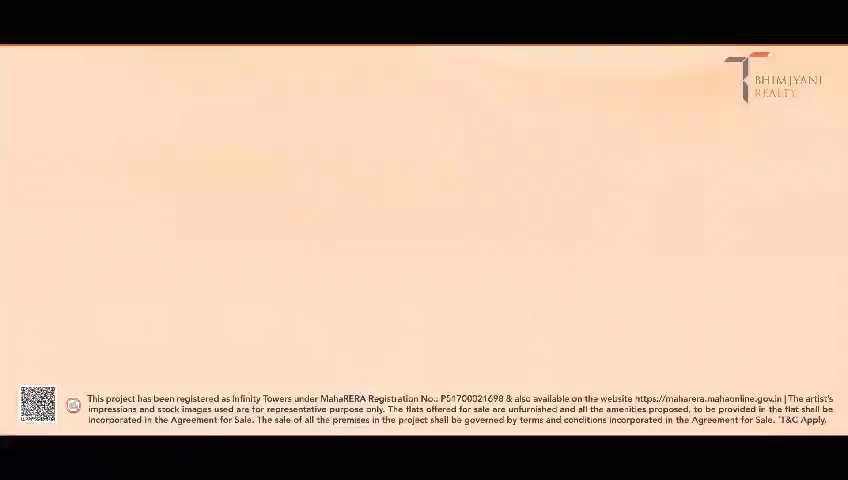 BHIMJYANI
REALTY
This project has been registered as Infinity Towers under MahaRERA Registration No.: P51700021698 & also available on the website https://maharera.mahaonline.gov.in | The artist's
impressions and stock images used are for representative purpose only. The flats offered for sale are unfurnished and all the amenities proposed, to be provided in the flat shall be
incorporated in the Agreement for Sale. The sale of all the premises in the project shall be governed by terms and conditions incorporated in the Agreement for Sale. *T&C Apply.